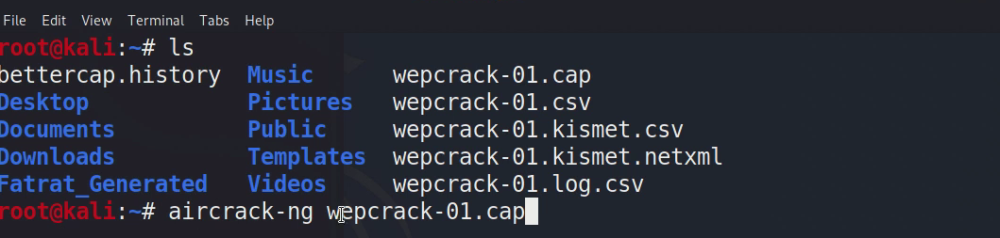 File Edit View Terminal Tabs Help
root@kali:~# ls
bettercap.history Music wepcrack-01.cap
Desktop Pictures wepcrack-01.csv
Documents Public wepcrack-01.kismet.csv
Downloads Templates wepcrack-01.kismet.netxml
Fatrat_Generated Videos wepcrack-01.log.csv
root@kali:~# aircrack-ng wepcrack-01.cap